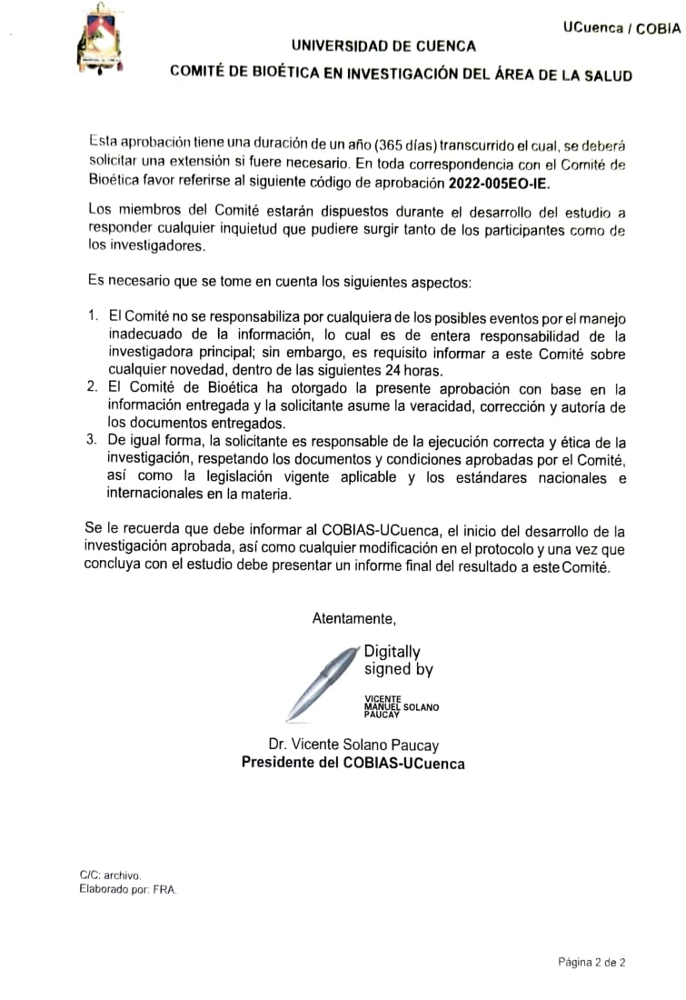 UCuenca / COBIA
UNIVERSIDAD DE CUENCA
COMITÉ DE BIOÉTICA EN INVESTIGACIÓN DEL ÁREA DE LA SALUD
Esta aprobación tiene una duración de un año (365 días) transcurrido el cual, se deberá
solicitar una extensión si fuere necesario. En toda correspondencia con el Comité de
Bioética favor referirse al siguiente código de aprobación 2022-005EO-IE.
Los miembros del Comité estarán dispuestos durante el desarrollo del estudio a
responder cualquier inquietud que pudiere surgir tanto de los participantes como de
los investigadores.
Es necesario que se tome en cuenta los siguientes aspectos:
1. El Comité no se responsabiliza por cualquiera de los posibles eventos por el manejo
inadecuado de la información, lo cual es de entera responsabilidad de la
investigadora principal; sin embargo, es requisito informar a este Comité sobre
cualquier novedad, dentro de las siguientes 24 horas.
2. El Comité de Bioética ha otorgado la presente aprobación con base en la
información entregada y la solicitante asume la veracidad, corrección y autoría de
los documentos entregados.
3. De igual forma, la solicitante es responsable de la ejecución correcta y ética de la
investigación, respetando los documentos y condiciones aprobadas por el Comité,
así como la legislación vigente aplicable y los estándares nacionales e
internacionales en la materia.
Se le recuerda que debe informar al COBIAS-UCuenca, el inicio del desarrollo de la
investigación aprobada, así como cualquier modificación en el protocolo y una vez que
concluya con el estudio debe presentar un informe final del resultado a este Comité.
Atentamente,
Digitally
signed by
VICENTE
MANUEL SOLANO
PAUCAY
Dr. Vicente Solano Paucay
Presidente del COBIAS-UCuenca
C/C: archivo.
Elaborado por: FRA.
Página 2 de 2